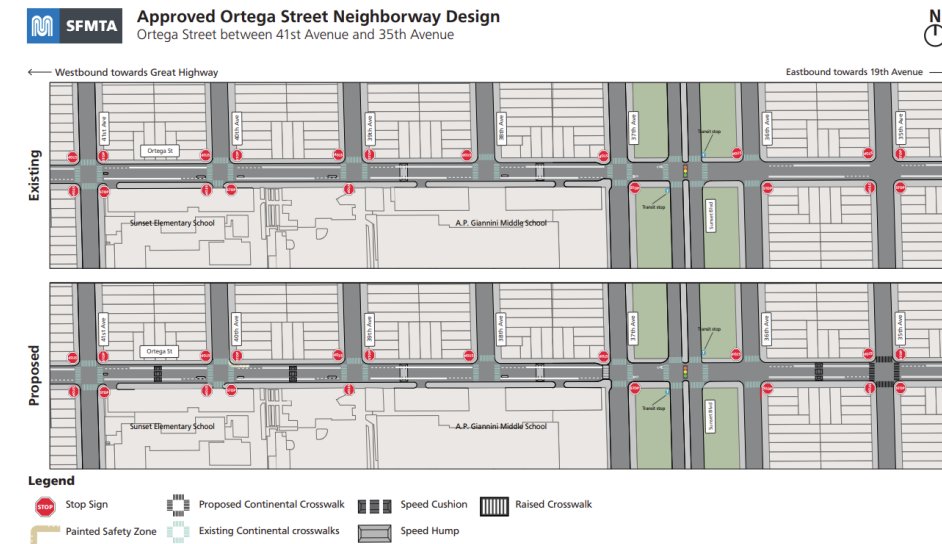 SFMTA
Approved Ortega Street Neighborway Design
Ortega Street between 41st Avenue and 35th Avenue
N
Westbound towards Great Highway
Eastbound towards 19th Avenue
Existing
41st Ave
40th Ave
39th Ave
38th Ave
37th Ave
36th Ave
35th Ave
Transit stop
Ortega St
STOP
Transit stop
Sunset Blvd
Sunset Elementary School
A.P. Giannini Middle School
Proposed
41st Ave
40th Ave
39th Ave
38th Ave
37th Ave
36th Ave
35th Ave
Transit stop
Ortega St
STOP
Transit stop
Sunset Blvd
Sunset Elementary School
A.P. Giannini Middle School
Legend
STOP Stop Sign
Proposed Continental Crosswalk
Speed Cushion
Raised Crosswalk
Painted Safety Zone
Existing Continental crosswalks
Speed Hump